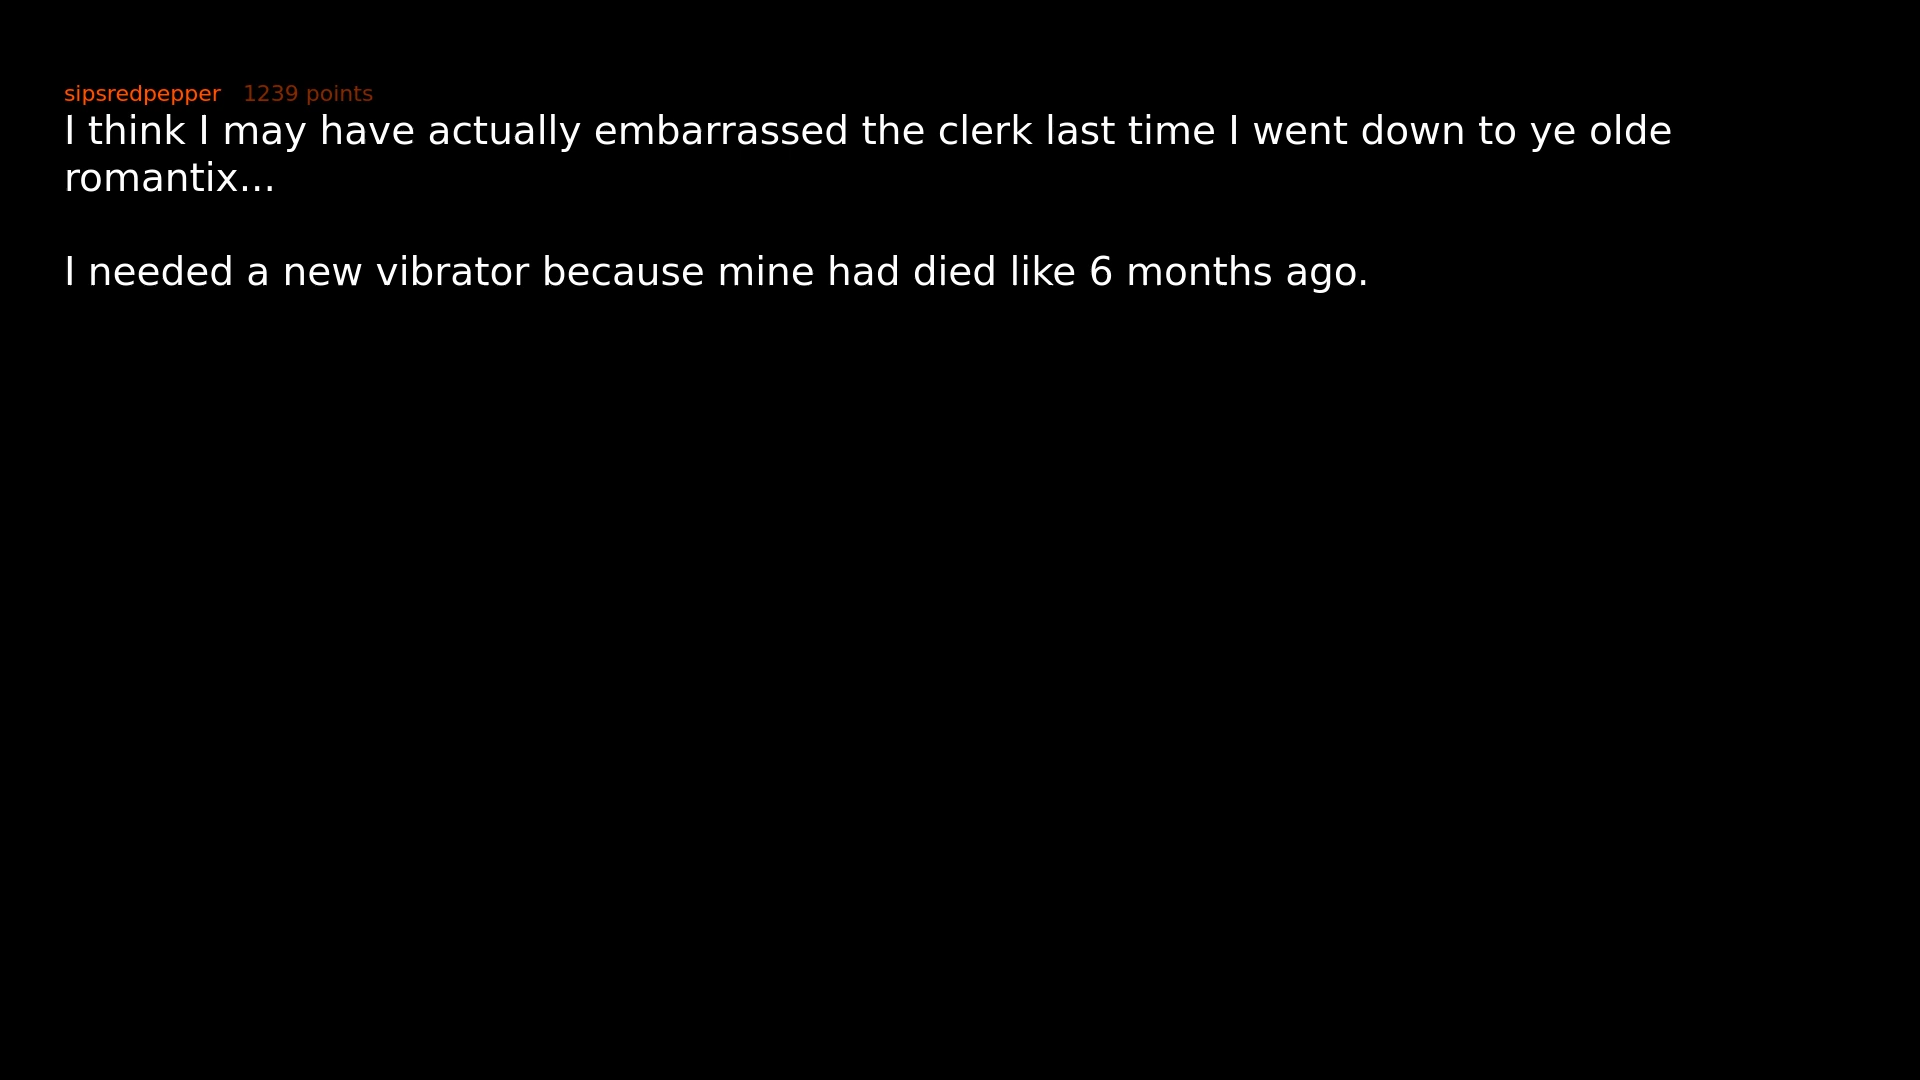 sipsredpepper 1239 points
I think I may have actually embarrassed the clerk last time I went down to ye olde
romantix...
I needed a new vibrator because mine had died like 6 months ago.